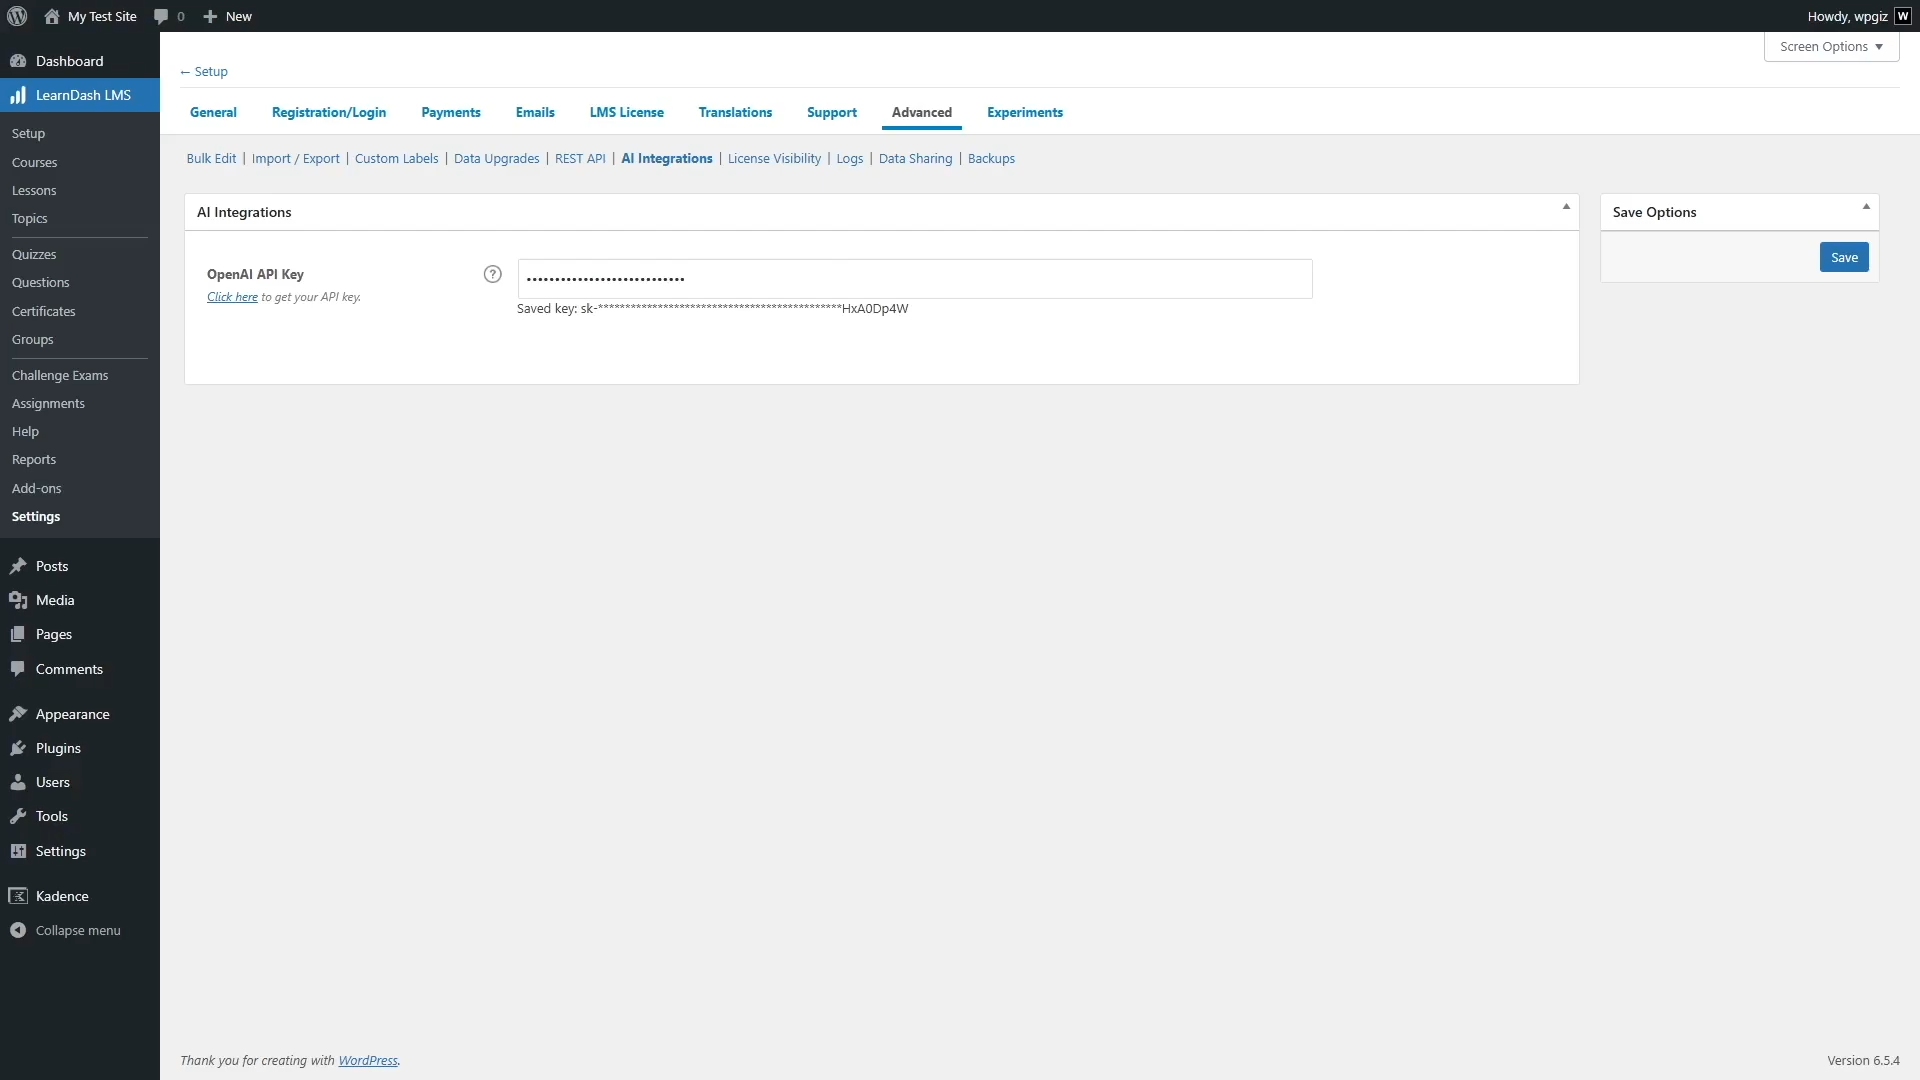 My Test Site 0 New Howdy, wpgiz W
Screen Options ▼
Dashboard
LearnDash LMS
Setup
Courses
Lessons
Topics
Quizzes
Questions
Certificates
Groups
Challenge Exams
Assignments
Help
Reports
Add-ons
Settings
Posts
Media
Pages
Comments
Appearance
Plugins
Users
Tools
Settings
Kadence
Collapse menu
← Setup
General Registration/Login Payments Emails LMS License Translations Support Advanced Experiments
Bulk Edit | Import / Export | Custom Labels | Data Upgrades | REST API | AI Integrations | License Visibility | Logs | Data Sharing | Backups
AI Integrations
OpenAI API Key ? ••••••••••••••••••••••••••••
Click here to get your API key.
Saved key: sk-*********************************************HxA0Dp4W
Save Options
Save
Thank you for creating with WordPress.
Version 6.5.4